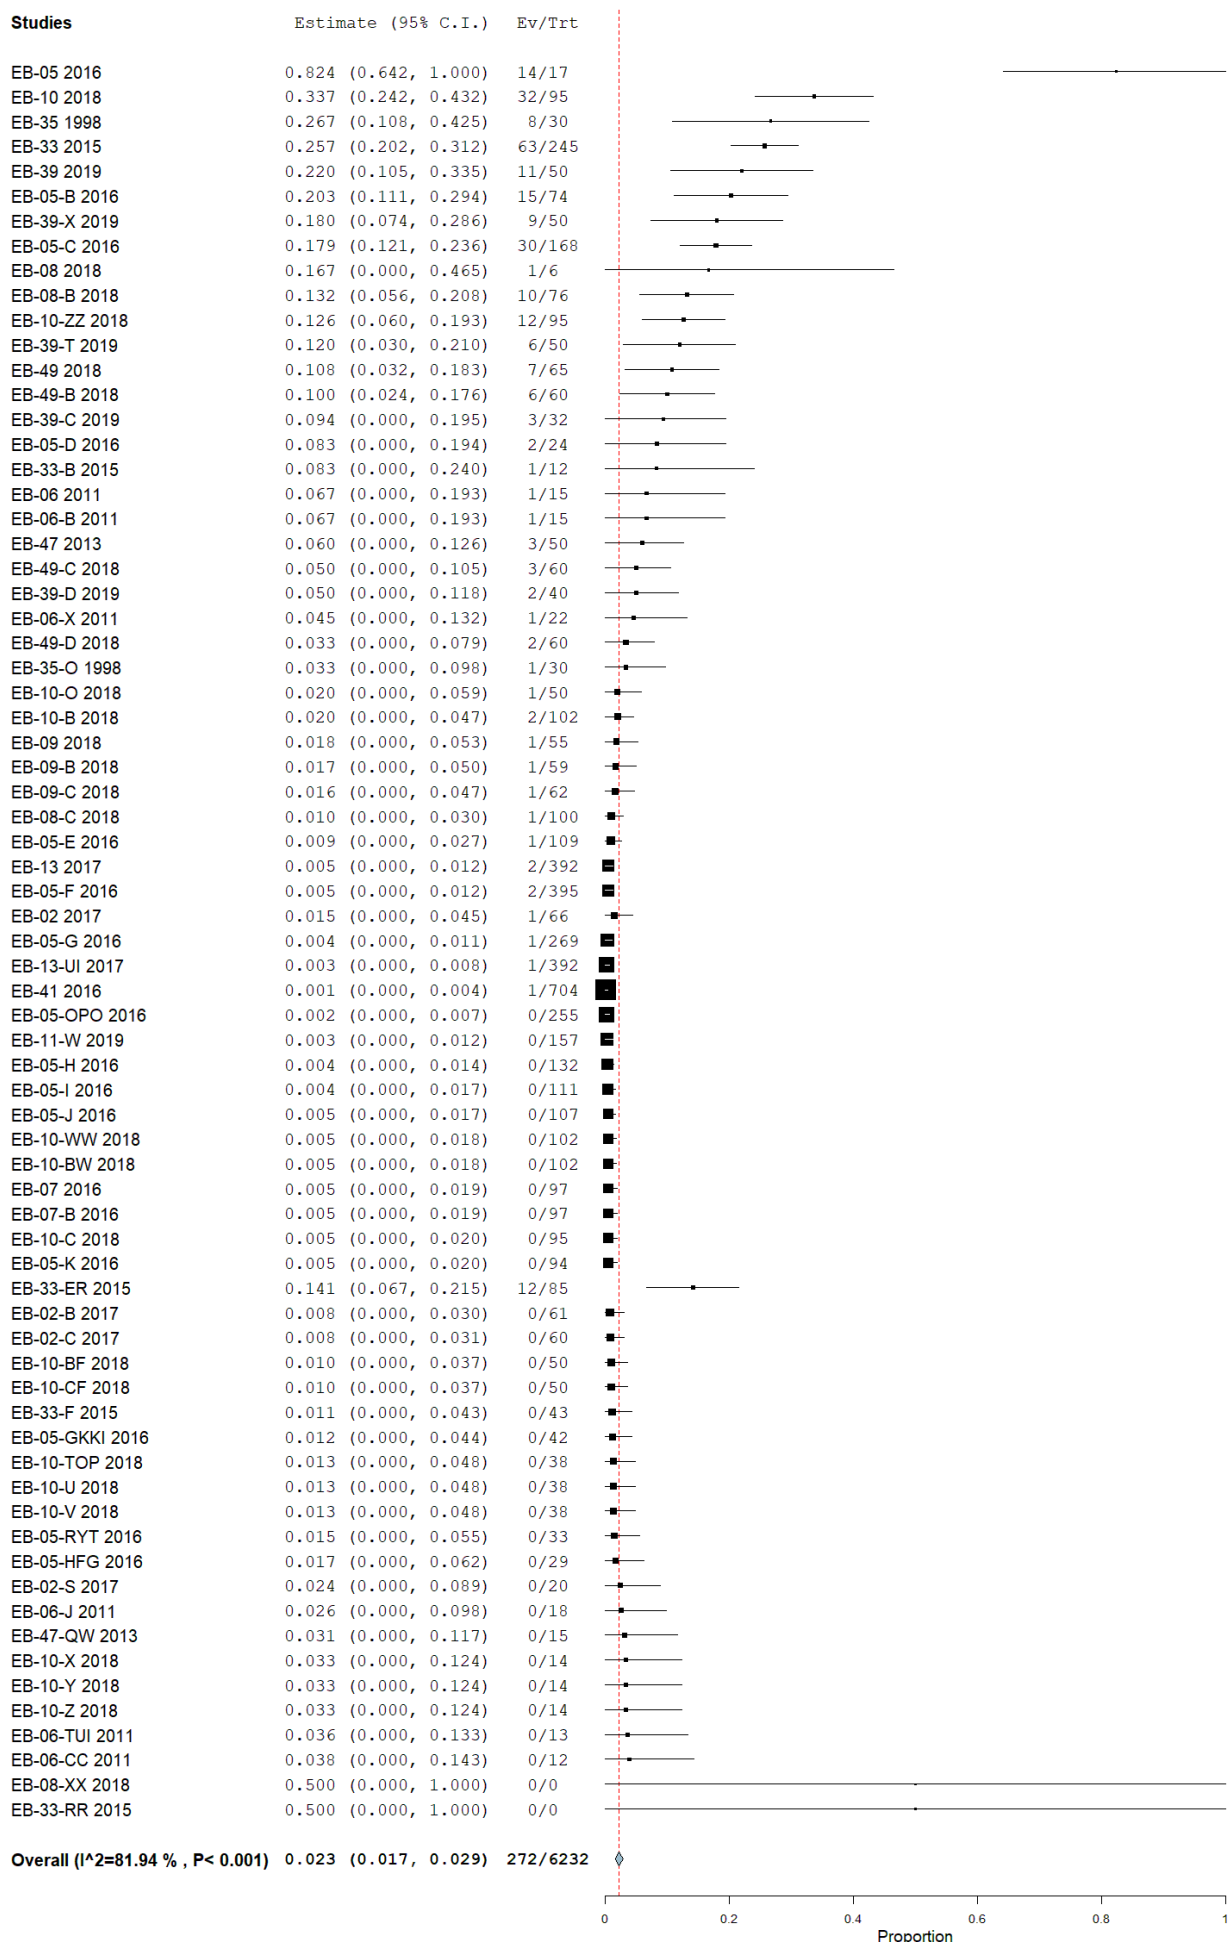 Studies Estimate (95% C.I.) Ev/Trt
EB-05 2016 0.824 (0.642, 1.000) 14/17
EB-10 2018 0.337 (0.242, 0.432) 32/95
EB-35 1998 0.267 (0.108, 0.425) 8/30
EB-33 2015 0.257 (0.202, 0.312) 63/245
EB-39 2019 0.220 (0.105, 0.335) 11/50
EB-05-B 2016 0.203 (0.111, 0.294) 15/74
EB-39-X 2019 0.180 (0.074, 0.286) 9/50
EB-05-C 2016 0.179 (0.121, 0.236) 30/168
EB-08 2018 0.167 (0.000, 0.465) 1/6
EB-08-B 2018 0.132 (0.056, 0.208) 10/76
EB-10-ZZ 2018 0.126 (0.060, 0.193) 12/95
EB-39-T 2019 0.120 (0.030, 0.210) 6/50
EB-49 2018 0.108 (0.032, 0.183) 7/65
EB-49-B 2018 0.100 (0.024, 0.176) 6/60
EB-39-C 2019 0.094 (0.000, 0.195) 3/32
EB-05-D 2016 0.083 (0.000, 0.194) 2/24
EB-33-B 2015 0.083 (0.000, 0.240) 1/12
EB-06 2011 0.067 (0.000, 0.193) 1/15
EB-06-B 2011 0.067 (0.000, 0.193) 1/15
EB-47 2013 0.060 (0.000, 0.126) 3/50
EB-49-C 2018 0.050 (0.000, 0.105) 3/60
EB-39-D 2019 0.050 (0.000, 0.118) 2/40
EB-06-X 2011 0.045 (0.000, 0.132) 1/22
EB-49-D 2018 0.033 (0.000, 0.079) 2/60
EB-35-O 1998 0.033 (0.000, 0.098) 1/30
EB-10-O 2018 0.020 (0.000, 0.059) 1/50
EB-10-B 2018 0.020 (0.000, 0.047) 2/102
EB-09 2018 0.018 (0.000, 0.053) 1/55
EB-09-B 2018 0.017 (0.000, 0.050) 1/59
EB-09-C 2018 0.016 (0.000, 0.047) 1/62
EB-08-C 2018 0.010 (0.000, 0.030) 1/100
EB-05-E 2016 0.009 (0.000, 0.027) 1/109
EB-13 2017 0.005 (0.000, 0.012) 2/392
EB-05-F 2016 0.005 (0.000, 0.012) 2/395
EB-02 2017 0.015 (0.000, 0.045) 1/66
EB-05-G 2016 0.004 (0.000, 0.011) 1/269
EB-13-UI 2017 0.003 (0.000, 0.008) 1/392
EB-41 2016 0.001 (0.000, 0.004) 1/704
EB-05-OPO 2016 0.002 (0.000, 0.007) 0/255
EB-11-W 2019 0.003 (0.000, 0.012) 0/157
EB-05-H 2016 0.004 (0.000, 0.014) 0/132
EB-05-I 2016 0.004 (0.000, 0.017) 0/111
EB-05-J 2016 0.005 (0.000, 0.017) 0/107
EB-10-WW 2018 0.005 (0.000, 0.018) 0/102
EB-10-BW 2018 0.005 (0.000, 0.018) 0/102
EB-07 2016 0.005 (0.000, 0.019) 0/97
EB-07-B 2016 0.005 (0.000, 0.019) 0/97
EB-10-C 2018 0.005 (0.000, 0.020) 0/95
EB-05-K 2016 0.005 (0.000, 0.020) 0/94
EB-33-ER 2015 0.141 (0.067, 0.215) 12/85
EB-02-B 2017 0.008 (0.000, 0.030) 0/61
EB-02-C 2017 0.008 (0.000, 0.031) 0/60
EB-10-BF 2018 0.010 (0.000, 0.037) 0/50
EB-10-CF 2018 0.010 (0.000, 0.037) 0/50
EB-33-F 2015 0.011 (0.000, 0.043) 0/43
EB-05-GKKI 2016 0.012 (0.000, 0.044) 0/42
EB-10-TOP 2018 0.013 (0.000, 0.048) 0/38
EB-10-U 2018 0.013 (0.000, 0.048) 0/38
EB-10-V 2018 0.013 (0.000, 0.048) 0/38
EB-05-RYT 2016 0.015 (0.000, 0.055) 0/33
EB-05-HFG 2016 0.017 (0.000, 0.062) 0/29
EB-02-S 2017 0.024 (0.000, 0.089) 0/20
EB-06-J 2011 0.026 (0.000, 0.098) 0/18
EB-47-QW 2013 0.031 (0.000, 0.117) 0/15
EB-10-X 2018 0.033 (0.000, 0.124) 0/14
EB-10-Y 2018 0.033 (0.000, 0.124) 0/14
EB-10-Z 2018 0.033 (0.000, 0.124) 0/14
EB-06-TUI 2011 0.036 (0.000, 0.133) 0/13
EB-06-CC 2011 0.038 (0.000, 0.143) 0/12
EB-08-XX 2018 0.500 (0.000, 1.000) 0/0
EB-33-RR 2015 0.500 (0.000, 1.000) 0/0
Overall (I^2=81.94 % , P< 0.001) 0.023 (0.017, 0.029) 272/6232
0 0.2 0.4 0.6 0.8 1
Proportion